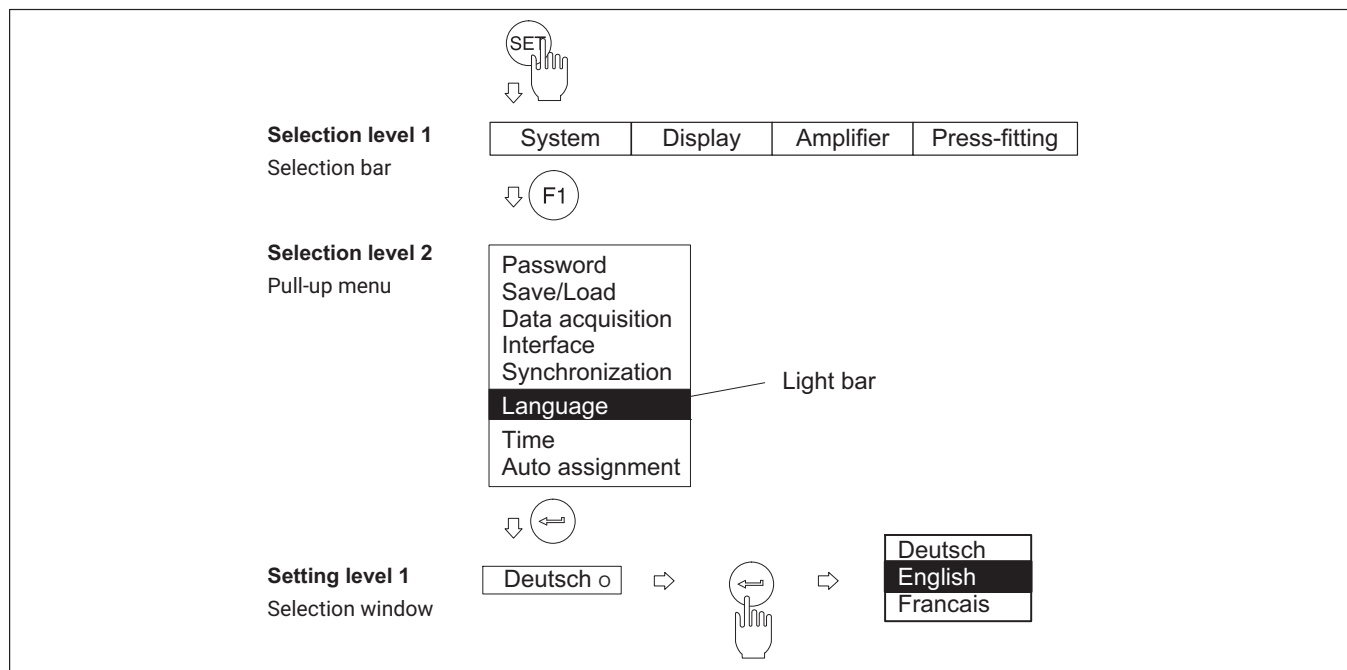 SET
Selection level 1
Selection bar
System Display Amplifier Press-fitting
F1
Selection level 2
Pull-up menu
Password
Save/Load
Data acquisition
Interface
Synchronization
Language
Light bar
Time
Auto assignment
Setting level 1
Selection window
Deutsch o
Deutsch
English
Francais